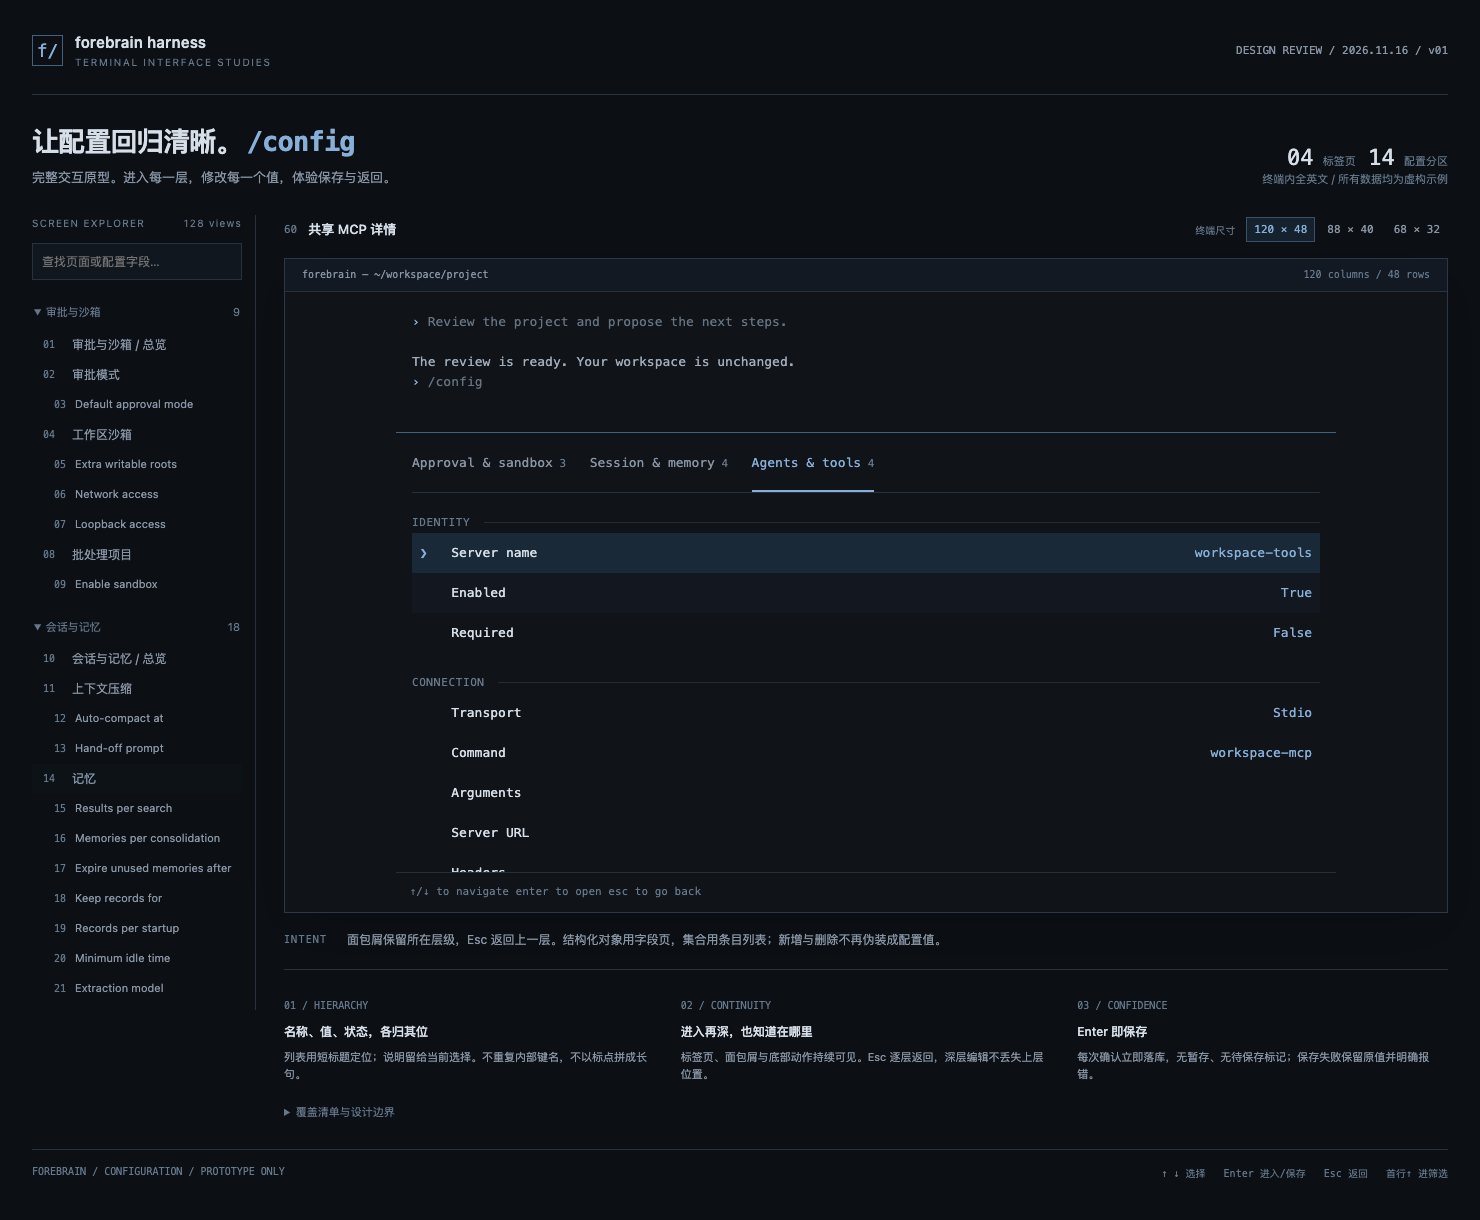 f/
forebrain harness
TERMINAL INTERFACE STUDIES
DESIGN REVIEW / 2026.11.16 / v01
让配置回归清晰。 /config
完整交互原型。进入每一层，修改每一个值，体验保存与返回。
04 标签页 14 配置分区
终端内全英文 / 所有数据均为虚构示例
SCREEN EXPLORER 128 views
查找页面或配置字段...
▼ 审批与沙箱 9
01 审批与沙箱 / 总览
02 审批模式
03 Default approval mode
04 工作区沙箱
05 Extra writable roots
06 Network access
07 Loopback access
08 批处理项目
09 Enable sandbox
▼ 会话与记忆 18
10 会话与记忆 / 总览
11 上下文压缩
12 Auto-compact at
13 Hand-off prompt
14 记忆
15 Results per search
16 Memories per consolidation
17 Expire unused memories after
18 Keep records for
19 Records per startup
20 Minimum idle time
21 Extraction model
60 共享 MCP 详情
终端尺寸 120 × 48 88 × 40 68 × 32
forebrain — ~/workspace/project 120 columns / 48 rows
› Review the project and propose the next steps.
The review is ready. Your workspace is unchanged.
› /config
Approval & sandbox 3 Session & memory 4 Agents & tools 4
IDENTITY
❯ Server name workspace-tools
Enabled True
Required False
CONNECTION
Transport Stdio
Command workspace-mcp
Arguments
Server URL
Headers
↑/↓ to navigate enter to open esc to go back
INTENT 面包屑保留所在层级，Esc 返回上一层。结构化对象用字段页，集合用条目列表；新增与删除不再伪装成配置值。
01 / HIERARCHY
名称、值、状态，各归其位
列表用短标题定位；说明留给当前选择。不重复内部键名，不以标点拼成长
句。
02 / CONTINUITY
进入再深，也知道在哪里
标签页、面包屑与底部动作持续可见。Esc 逐层返回，深层编辑不丢失上层
位置。
03 / CONFIDENCE
Enter 即保存
每次确认立即落库，无暂存、无待保存标记；保存失败保留原值并明确报
错。
▶ 覆盖清单与设计边界
FOREBRAIN / CONFIGURATION / PROTOTYPE ONLY
↑ ↓ 选择 Enter 进入/保存 Esc 返回 首行↑ 进筛选